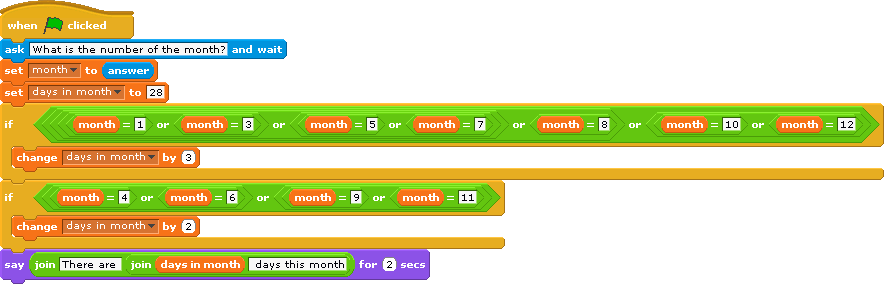 when clicked
ask What is the number of the month? and wait
set month to answer
set days in month to 28
if month = 1 or month = 3 or month = 5 or month = 7 or month = 8 or month = 10 or month = 12
change days in month by 3
if month = 4 or month = 6 or month = 9 or month = 11
change days in month by 2
say join There are join days in month days this month for 2 secs